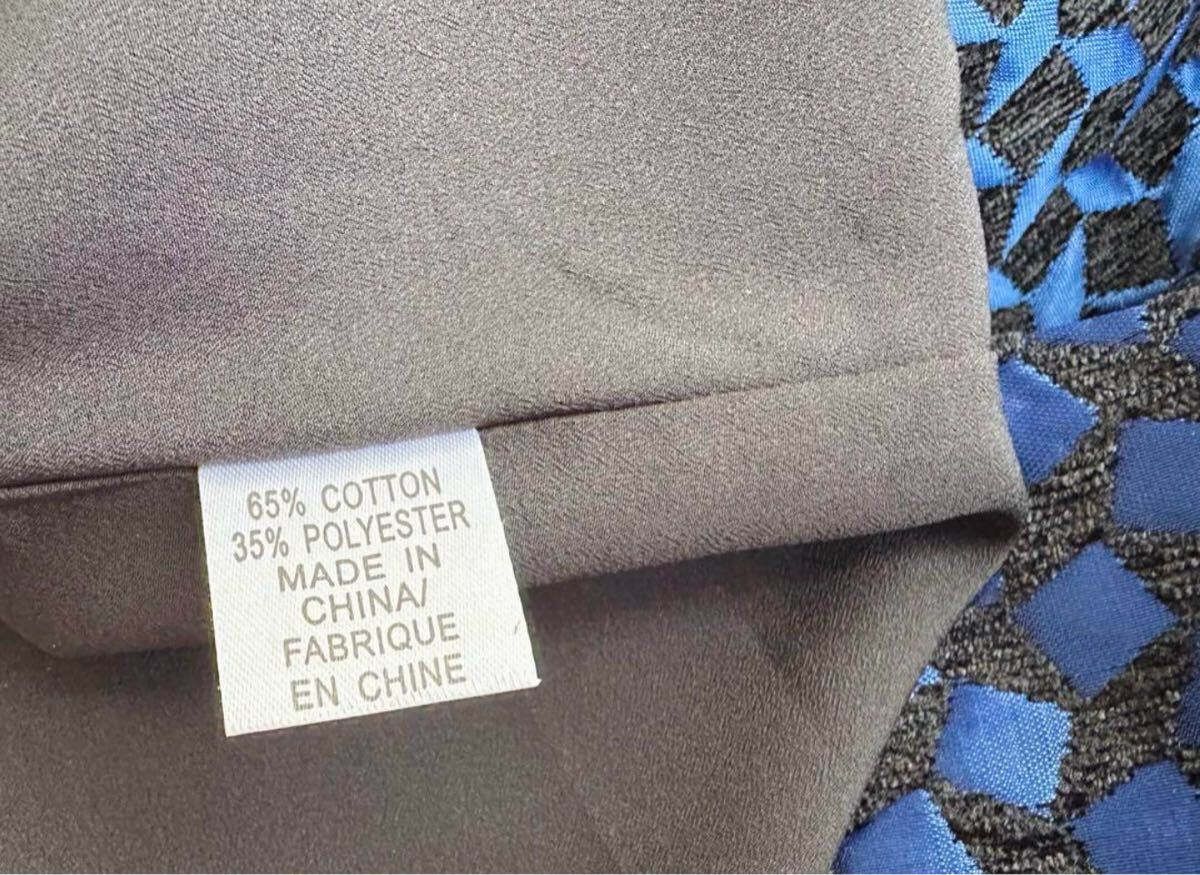 65% COTTON
35% POLYESTER
MADE IN
CHINA/
FABRIQUE
EN CHINE